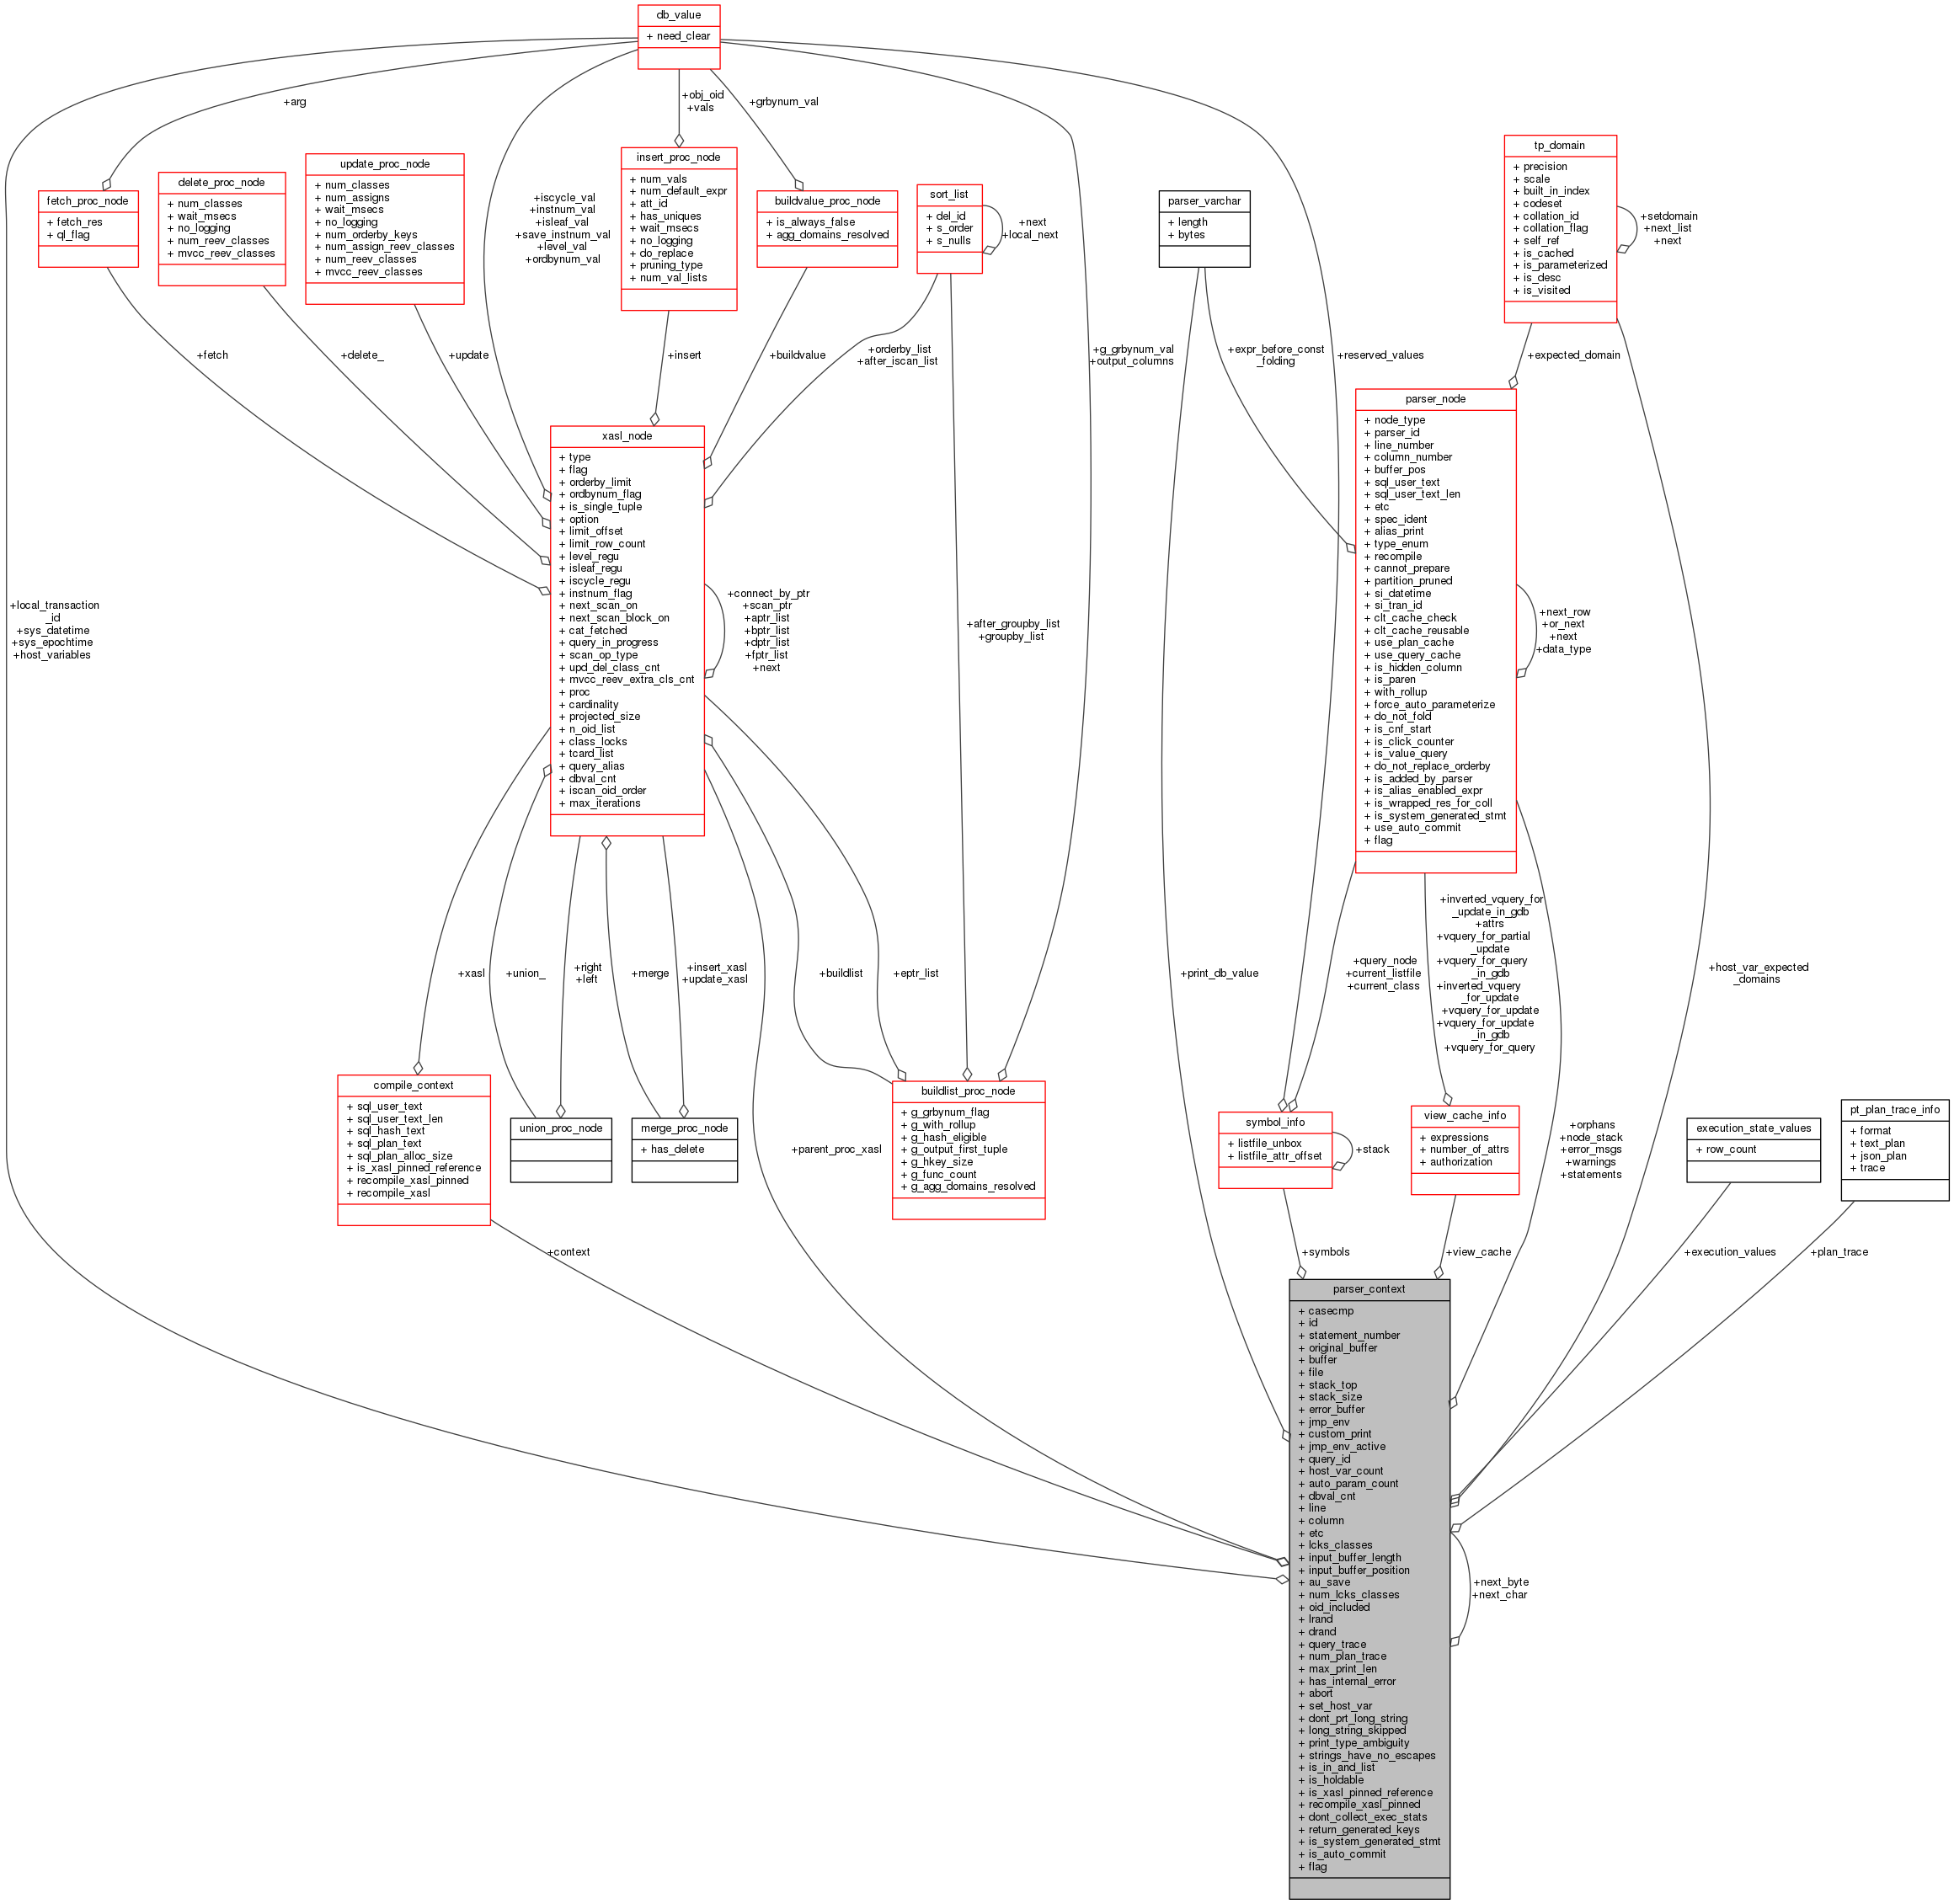 db_value
+ need_clear
+arg
+obj_oid
+vals
+grbynum_val
fetch_proc_node
+ fetch_res
+ ql_flag
delete_proc_node
+ num_classes
+ wait_msecs
+ no_logging
+ num_reev_classes
+ mvcc_reev_classes
update_proc_node
+ num_classes
+ num_assigns
+ wait_msecs
+ no_logging
+ num_orderby_keys
+ num_assign_reev_classes
+ num_reev_classes
+ mvcc_reev_classes
+iscycle_val
+instnum_val
+isleaf_val
+save_instnum_val
+level_val
+ordbynum_val
insert_proc_node
+ num_vals
+ num_default_expr
+ att_id
+ has_uniques
+ wait_msecs
+ no_logging
+ do_replace
+ pruning_type
+ num_val_lists
buildvalue_proc_node
+ is_always_false
+ agg_domains_resolved
sort_list
+ del_id
+ s_order
+ s_nulls
+next
+local_next
parser_varchar
+ length
+ bytes
tp_domain
+ precision
+ scale
+ built_in_index
+ codeset
+ collation_id
+ collation_flag
+ self_ref
+ is_cached
+ is_parameterized
+ is_desc
+ is_visited
+setdomain
+next_list
+next
+fetch
+delete_
+update
+insert
+buildvalue
+orderby_list
+after_iscan_list
+g_grbynum_val
+output_columns
+expr_before_const
_folding
+reserved_values
+expected_domain
xasl_node
+ type
+ flag
+ orderby_limit
+ ordbynum_flag
+ is_single_tuple
+ option
+ limit_offset
+ limit_row_count
+ level_regu
+ isleaf_regu
+ iscycle_regu
+ instnum_flag
+ next_scan_on
+ next_scan_block_on
+ cat_fetched
+ query_in_progress
+ scan_op_type
+ upd_del_class_cnt
+ mvcc_reev_extra_cls_cnt
+ proc
+ cardinality
+ projected_size
+ n_oid_list
+ class_locks
+ tcard_list
+ query_alias
+ dbval_cnt
+ iscan_oid_order
+ max_iterations
+connect_by_ptr
+scan_ptr
+aptr_list
+bptr_list
+dptr_list
+fptr_list
+next
+after_groupby_list
+groupby_list
parser_node
+ node_type
+ parser_id
+ line_number
+ column_number
+ buffer_pos
+ sql_user_text
+ sql_user_text_len
+ etc
+ spec_ident
+ alias_print
+ type_enum
+ recompile
+ cannot_prepare
+ partition_pruned
+ si_datetime
+ si_tran_id
+ clt_cache_check
+ clt_cache_reusable
+ use_plan_cache
+ use_query_cache
+ is_hidden_column
+ is_paren
+ with_rollup
+ force_auto_parameterize
+ do_not_fold
+ is_cnf_start
+ is_click_counter
+ is_value_query
+ do_not_replace_orderby
+ is_added_by_parser
+ is_alias_enabled_expr
+ is_wrapped_res_for_coll
+ is_system_generated_stmt
+ use_auto_commit
+ flag
+next_row
+or_next
+next
+data_type
+local_transaction
_id
+sys_datetime
+sys_epochtime
+host_variables
+xasl
+union_
+right
+left
+merge
+insert_xasl
+update_xasl
+buildlist
+eptr_list
+print_db_value
+query_node
+current_listfile
+current_class
+inverted_vquery_for
_update_in_gdb
+attrs
+vquery_for_partial
_update
+vquery_for_query
_in_gdb
+inverted_vquery
_for_update
+vquery_for_update
+vquery_for_update
_in_gdb
+vquery_for_query
+host_var_expected
_domains
compile_context
+ sql_user_text
+ sql_user_text_len
+ sql_hash_text
+ sql_plan_text
+ sql_plan_alloc_size
+ is_xasl_pinned_reference
+ recompile_xasl_pinned
+ recompile_xasl
union_proc_node
merge_proc_node
+ has_delete
+parent_proc_xasl
buildlist_proc_node
+ g_grbynum_flag
+ g_with_rollup
+ g_hash_eligible
+ g_output_first_tuple
+ g_hkey_size
+ g_func_count
+ g_agg_domains_resolved
symbol_info
+ listfile_unbox
+ listfile_attr_offset
+stack
view_cache_info
+ expressions
+ number_of_attrs
+ authorization
+orphans
+node_stack
+error_msgs
+warnings
+statements
execution_state_values
+ row_count
pt_plan_trace_info
+ format
+ text_plan
+ json_plan
+ trace
+context
+symbols
+view_cache
+execution_values
+plan_trace
parser_context
+ casecmp
+ id
+ statement_number
+ original_buffer
+ buffer
+ file
+ stack_top
+ stack_size
+ error_buffer
+ jmp_env
+ custom_print
+ jmp_env_active
+ query_id
+ host_var_count
+ auto_param_count
+ dbval_cnt
+ line
+ column
+ etc
+ lcks_classes
+ input_buffer_length
+ input_buffer_position
+ au_save
+ num_lcks_classes
+ oid_included
+ lrand
+ drand
+ query_trace
+ num_plan_trace
+ max_print_len
+ has_internal_error
+ abort
+ set_host_var
+ dont_prt_long_string
+ long_string_skipped
+ print_type_ambiguity
+ strings_have_no_escapes
+ is_in_and_list
+ is_holdable
+ is_xasl_pinned_reference
+ recompile_xasl_pinned
+ dont_collect_exec_stats
+ return_generated_keys
+ is_system_generated_stmt
+ is_auto_commit
+ flag
+next_byte
+next_char